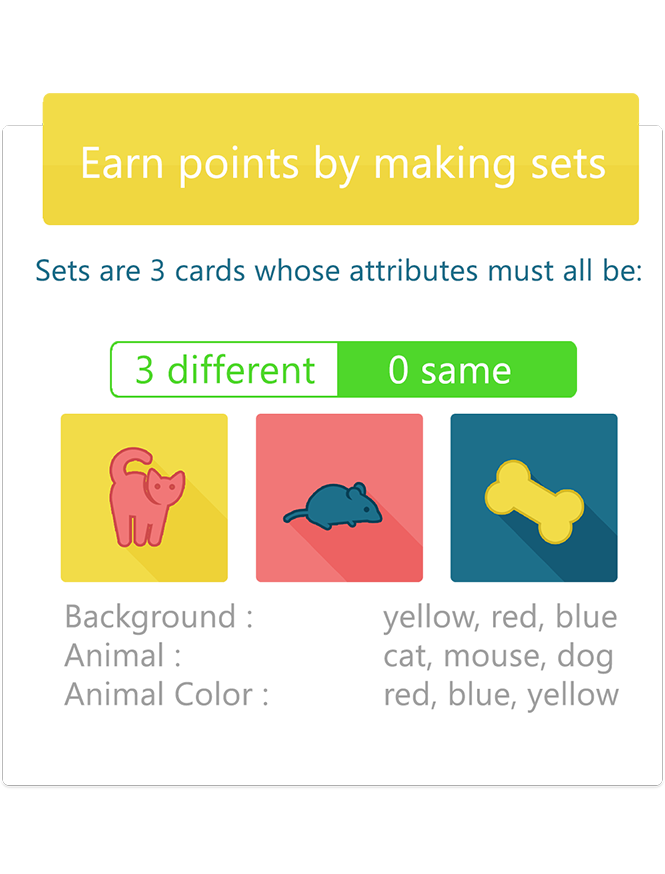 Earn points by making sets
Sets are 3 cards whose attributes must all be:
3 different 0 same
Background : yellow, red, blue
Animal : cat, mouse, dog
Animal Color : red, blue, yellow